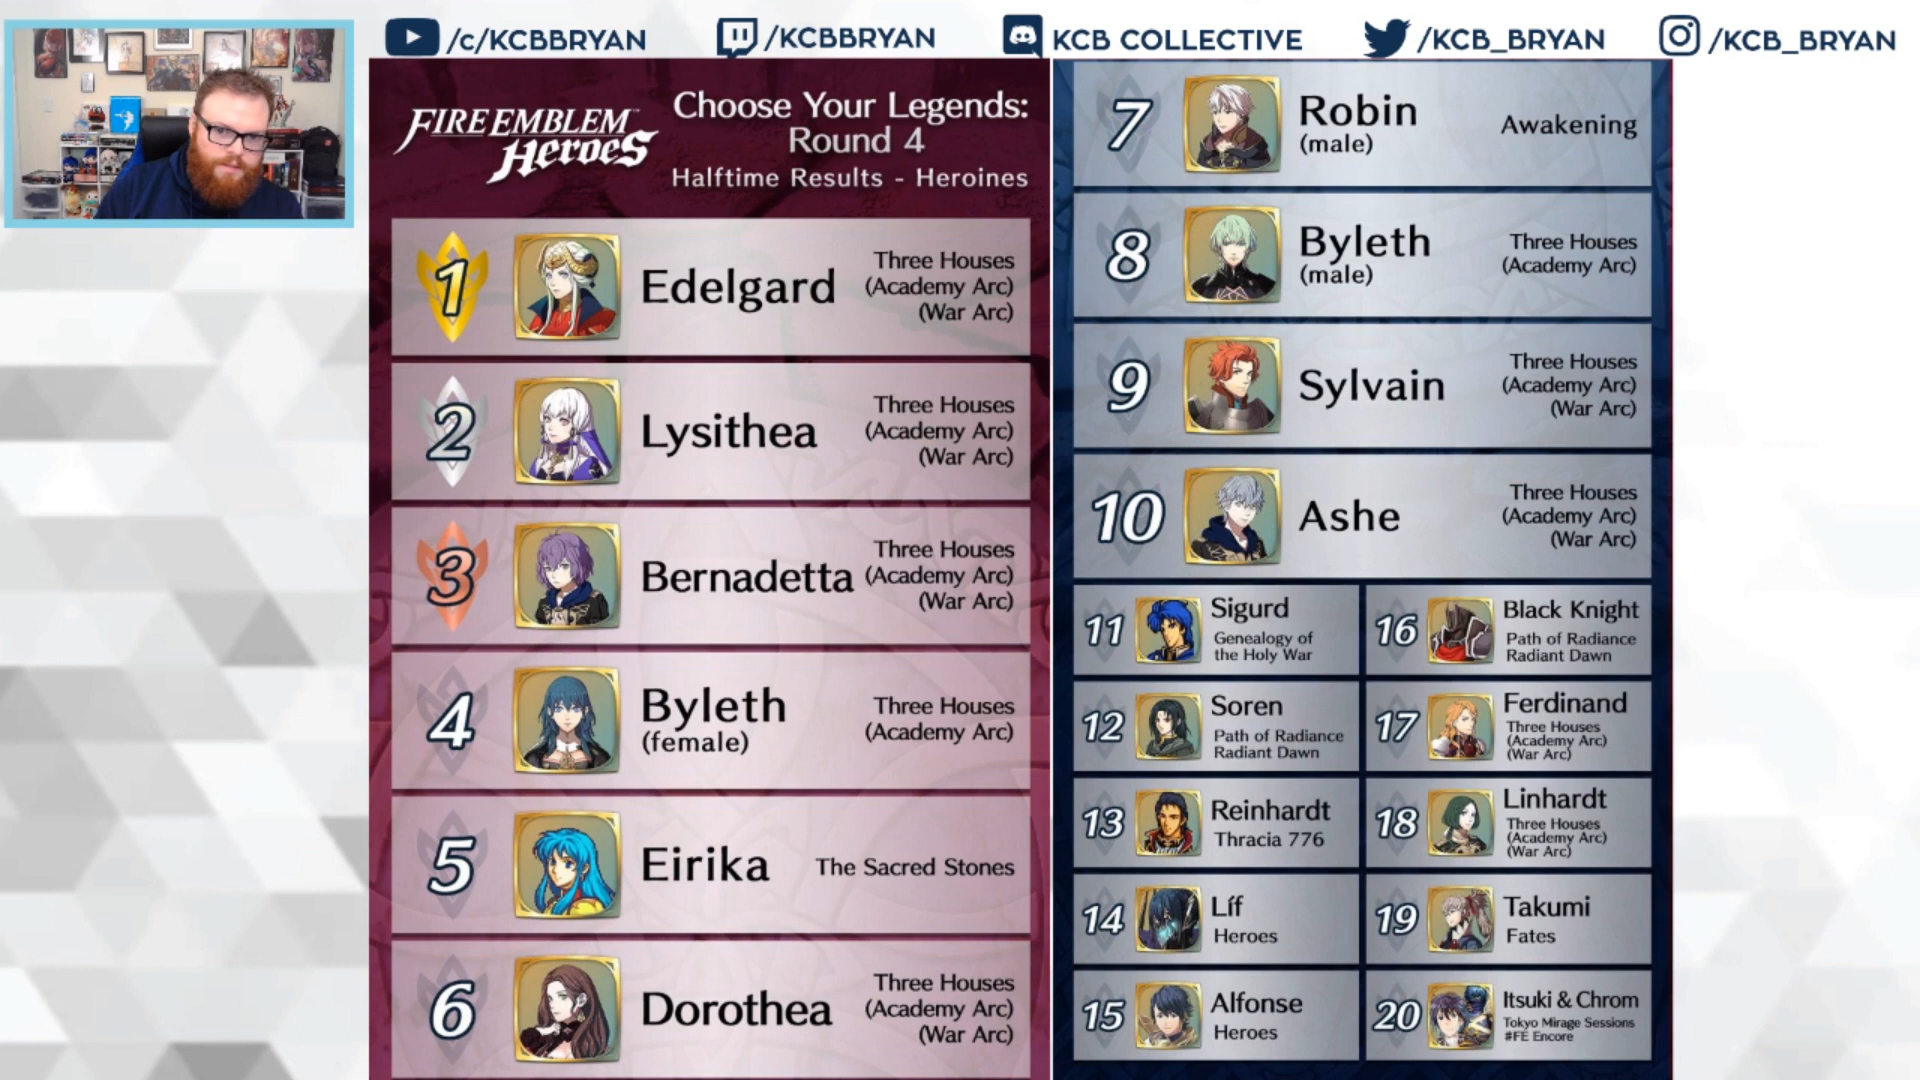 /c/KCBBRYAN
/KCBBRYAN
KCB COLLECTIVE
/KCB_BRYAN
/KCB_BRYAN
FIRE EMBLEM
Heroes
Choose Your Legends:
Round 4
Halftime Results - Heroines
1
Edelgard
Three Houses
(Academy Arc)
(War Arc)
2
Lysithea
Three Houses
(Academy Arc)
(War Arc)
3
Bernadetta
Three Houses
(Academy Arc)
(War Arc)
4
Byleth
(female)
Three Houses
(Academy Arc)
5
Eirika
The Sacred Stones
6
Dorothea
Three Houses
(Academy Arc)
(War Arc)
7
Robin
(male)
Awakening
8
Byleth
(male)
Three Houses
(Academy Arc)
9
Sylvain
Three Houses
(Academy Arc)
(War Arc)
10
Ashe
Three Houses
(Academy Arc)
(War Arc)
11
Sigurd
Genealogy of
the Holy War
12
Soren
Path of Radiance
Radiant Dawn
13
Reinhardt
Thracia 776
14
Líf
Heroes
15
Alfonse
Heroes
16
Black Knight
Path of Radiance
Radiant Dawn
17
Ferdinand
Three Houses
(Academy Arc)
(War Arc)
18
Linhardt
Three Houses
(Academy Arc)
(War Arc)
19
Takumi
Fates
20
Itsuki & Chrom
Tokyo Mirage Sessions
#FE Encore